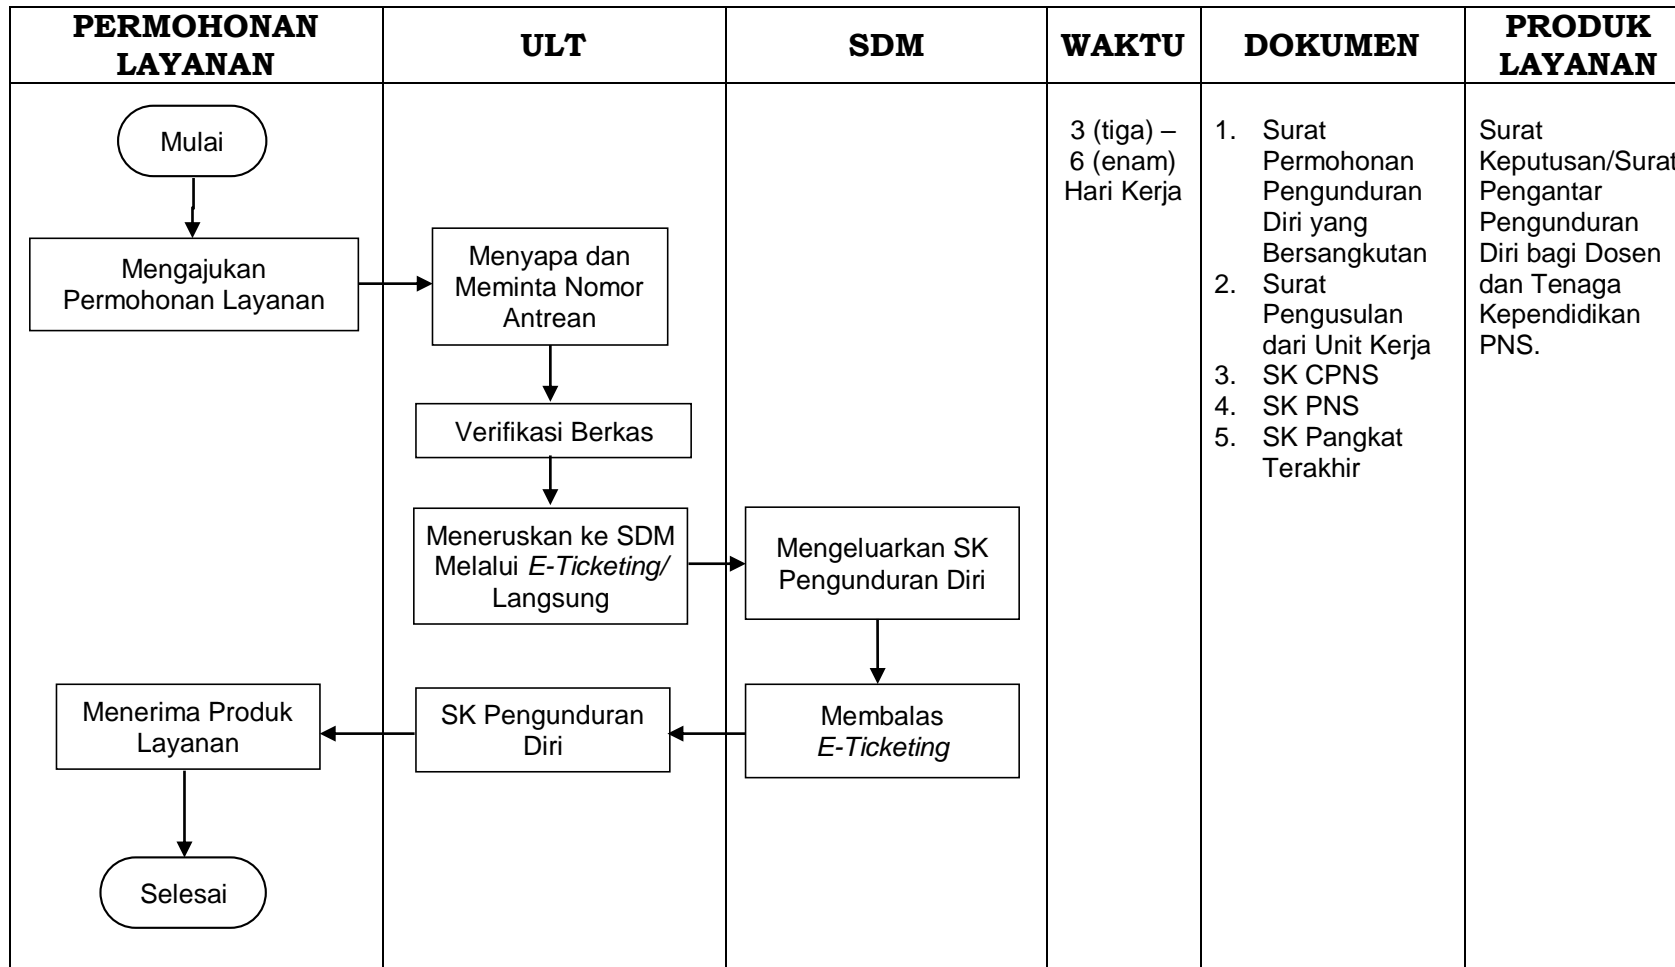 PERMOHONAN
LAYANAN
ULT
SDM
WAKTU
DOKUMEN
PRODUK
LAYANAN
Mulai
Mengajukan
Permohonan Layanan
Menyapa dan
Meminta Nomor
Antrean
Verifikasi Berkas
Meneruskan ke SDM
Melalui E-Ticketing/
Langsung
Mengeluarkan SK
Pengunduran Diri
Membalas
E-Ticketing
SK Pengunduran
Diri
Menerima Produk
Layanan
Selesai
3 (tiga) –
6 (enam)
Hari Kerja
1. Surat
Permohonan
Pengunduran
Diri yang
Bersangkutan
2. Surat
Pengusulan
dari Unit Kerja
3. SK CPNS
4. SK PNS
5. SK Pangkat
Terakhir
Surat
Keputusan/Surat
Pengantar
Pengunduran
Diri bagi Dosen
dan Tenaga
Kependidikan
PNS.